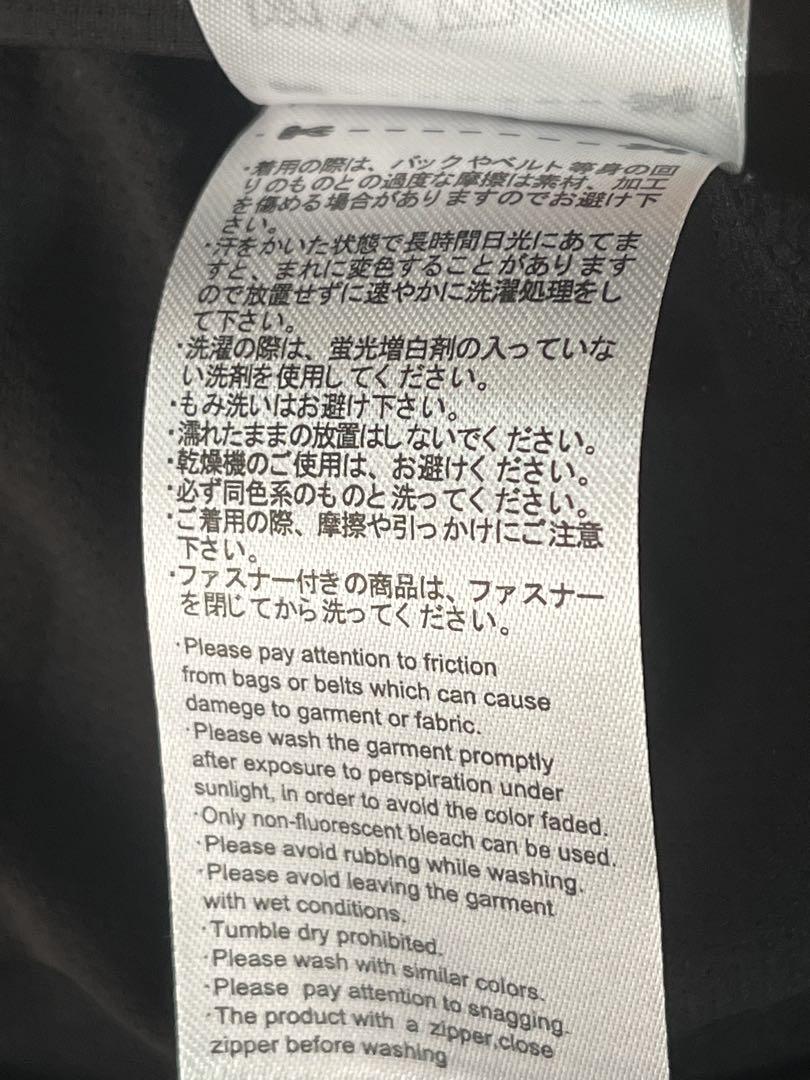 ・着用の際は、バックやベルト等身の回
りのものとの過度な摩擦は素材、加工
を傷める場合がありますのでお避け下
さい。
・汗をかいた状態で長時間日光にあてま
すと、まれに変色することがあります
ので放置せずに速やかに洗濯処理をし
て下さい。
・洗濯の際は、蛍光増白剤の入っていな
い洗剤を使用してください。
・もみ洗いはお避け下さい。
・濡れたままの放置はしないでください。
・乾燥機のご使用は、お避けください。
・必ず同色系のものと洗ってください。
・ご着用の際、摩擦や引っかけにご注意
下さい。
・ファスナー付きの商品は、ファスナー
を閉じてから洗ってください。
・Please pay attention to friction
from bags or belts which can cause
damege to garment or fabric.
・Please wash the garment promptly
after exposure to perspiration under
sunlight, in order to avoid the color faded.
・Only non-fluorescent bleach can be used.
・Please avoid rubbing while washing.
・Please avoid leaving the garment
with wet conditions.
・Tumble dry prohibited.
・Please wash with similar colors.
・Please pay attention to snagging.
・The product with a zipper,close
zipper before washing